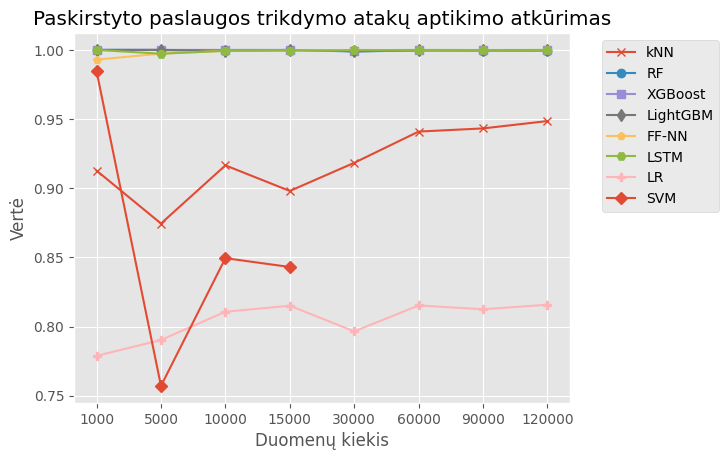 Paskirstyto paslaugos trikdymo atakų aptikimo atkūrimas
1.00
0.95
0.90
0.85
0.80
0.75
Vertė
1000
5000
10000
15000
30000
60000
90000
120000
Duomenų kiekis
kNN
RF
XGBoost
LightGBM
FF-NN
LSTM
LR
SVM